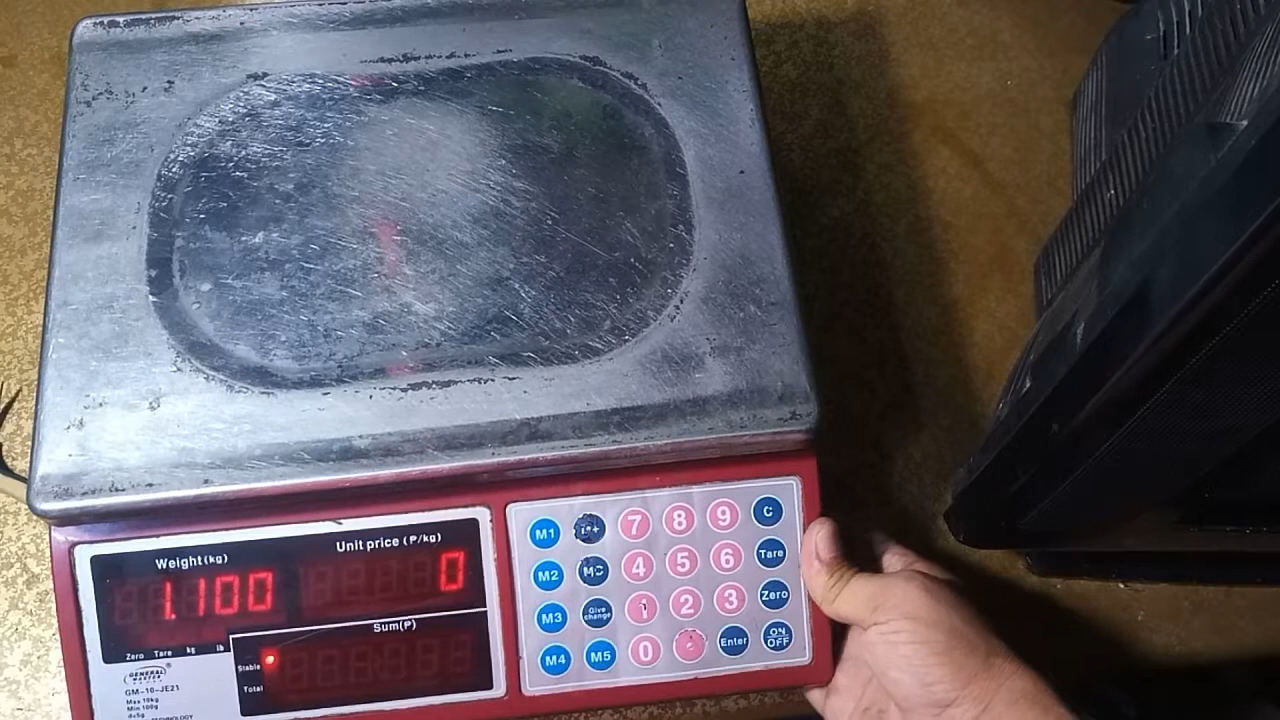 Weight(kg)
Unit price (₱/kg)
1.100
0
Sum(₱)
Zero Tare kg lb
Stable
Total
GENERAL MASTER
GM-10-JE21
Max 10kg
Min 100g
d=5g
TECHNOLOGY
M1 M+ 7 8 9 C
M2 MC 4 5 6 Tare
M3 Give change 1 2 3 Zero
M4 M5 0 Enter ON/OFF